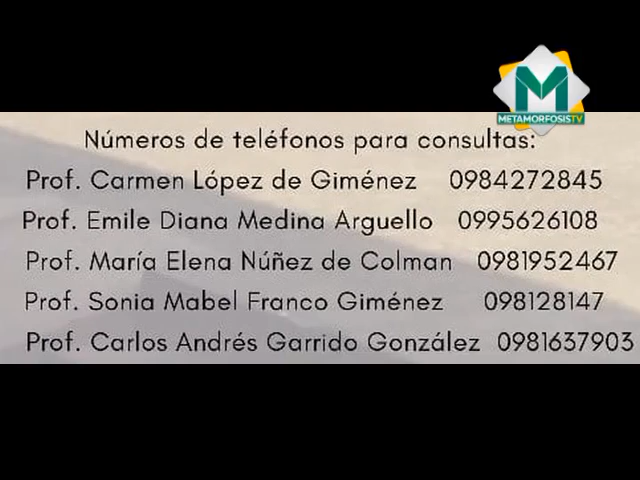 M
METAMORFOSISTV
Números de teléfonos para consultas:
Prof. Carmen López de Giménez 0984272845
Prof. Emile Diana Medina Arguello 0995626108
Prof. María Elena Núñez de Colman 0981952467
Prof. Sonia Mabel Franco Giménez 098128147
Prof. Carlos Andrés Garrido González 0981637903